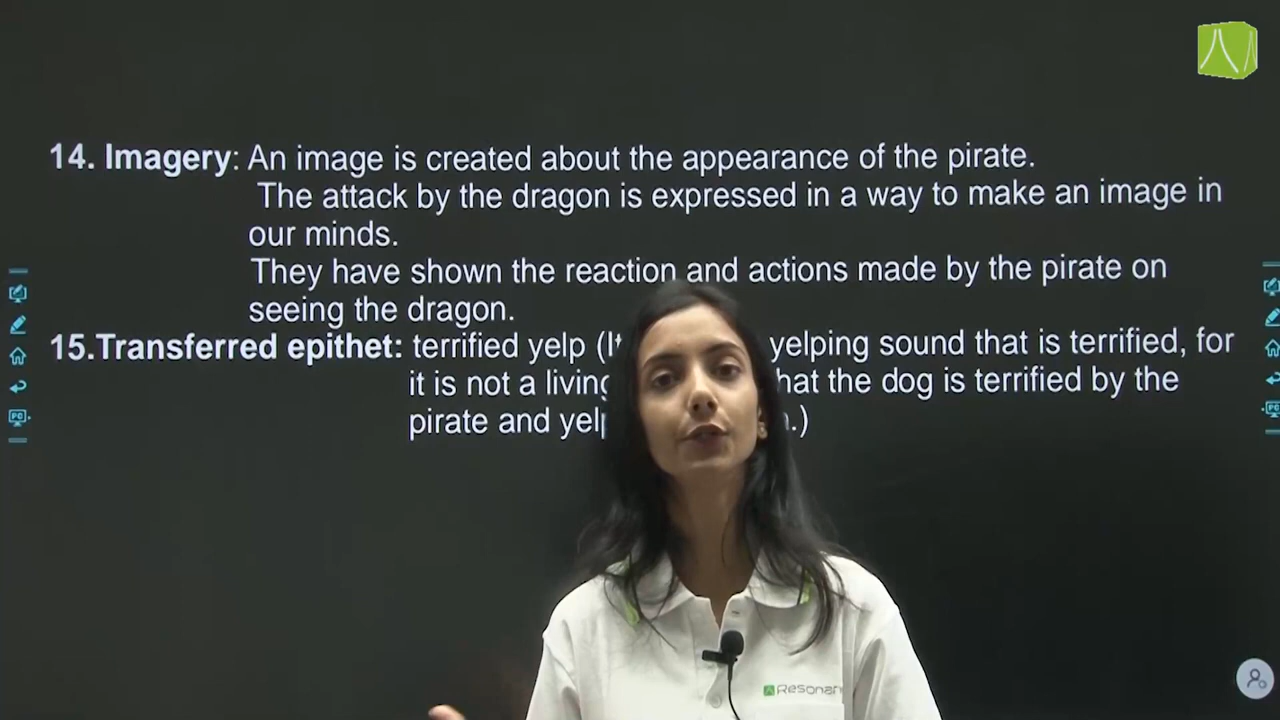 14. Imagery: An image is created about the appearance of the pirate.
The attack by the dragon is expressed in a way to make an image in
our minds.
They have shown the reaction and actions made by the pirate on
seeing the dragon.
15.Transferred epithet: terrified yelp ( yelping sound that is terrified, for
it is not a living that the dog is terrified by the
pirate and .)
Resonan